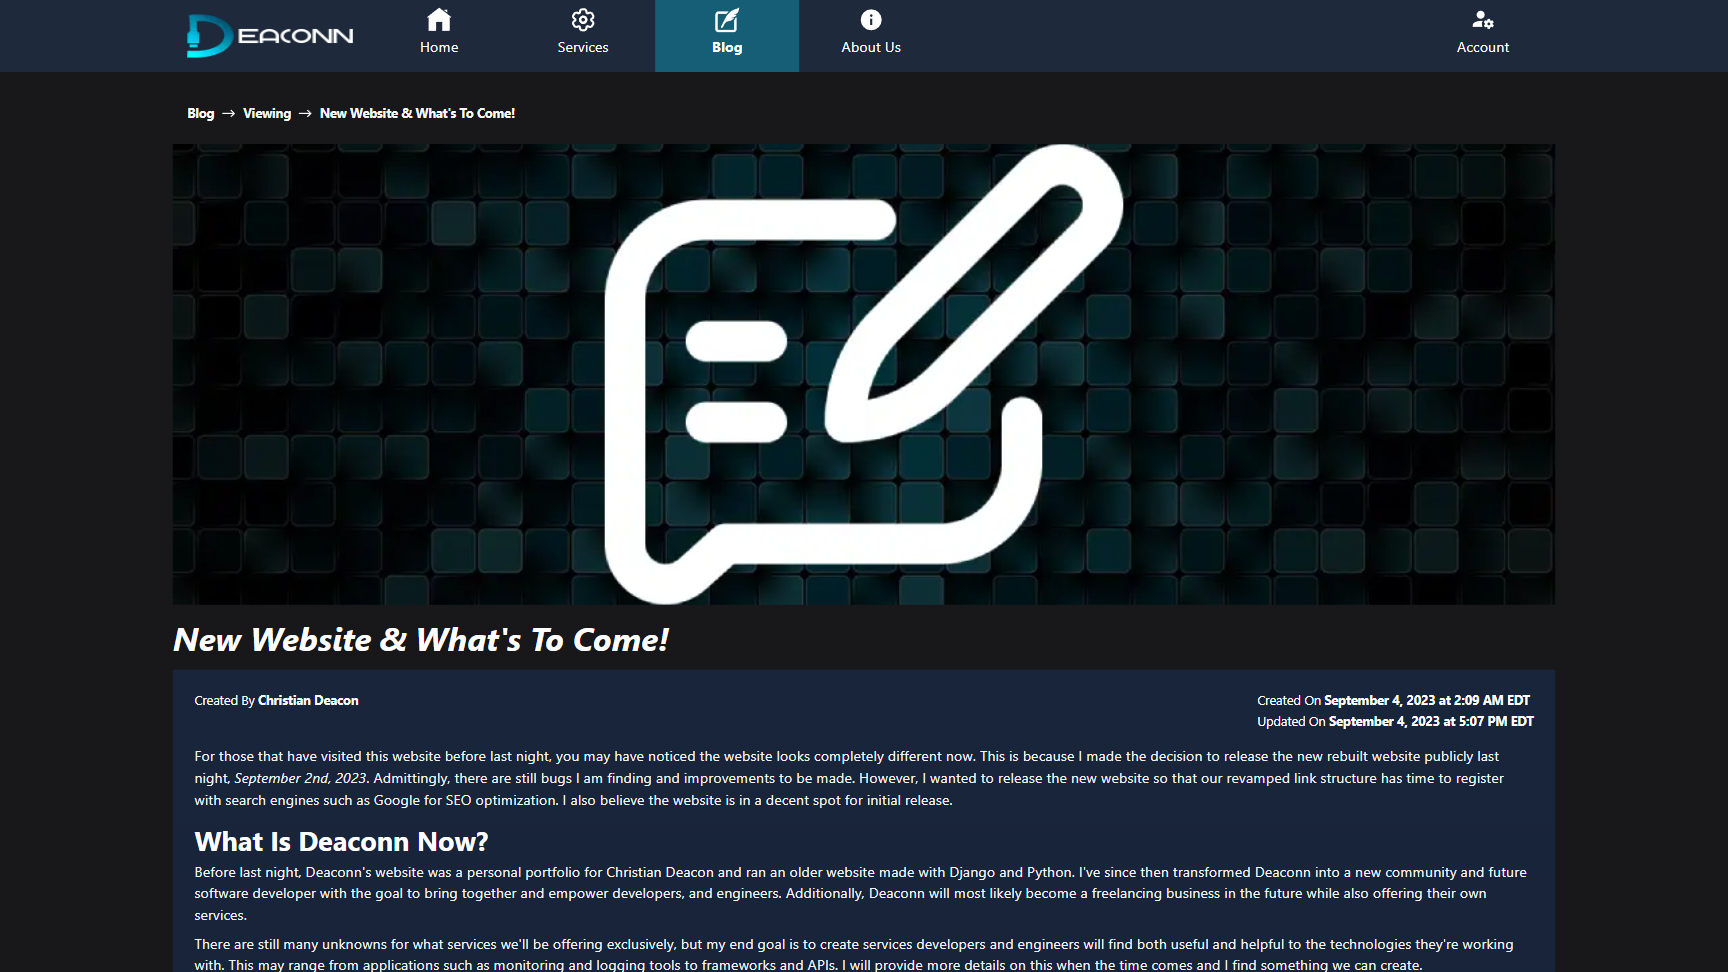 DEACONN
Home
Services
Blog
About Us
Account
Blog → Viewing → New Website & What's To Come!
New Website & What's To Come!
Created By Christian Deacon
Created On September 4, 2023 at 2:09 AM EDT
Updated On September 4, 2023 at 5:07 PM EDT
For those that have visited this website before last night, you may have noticed the website looks completely different now. This is because I made the decision to release the new rebuilt website publicly last
night, September 2nd, 2023. Admittingly, there are still bugs I am finding and improvements to be made. However, I wanted to release the new website so that our revamped link structure has time to register
with search engines such as Google for SEO optimization. I also believe the website is in a decent spot for initial release.
What Is Deaconn Now?
Before last night, Deaconn's website was a personal portfolio for Christian Deacon and ran an older website made with Django and Python. I've since then transformed Deaconn into a new community and future
software developer with the goal to bring together and empower developers, and engineers. Additionally, Deaconn will most likely become a freelancing business in the future while also offering their own
services.
There are still many unknowns for what services we'll be offering exclusively, but my end goal is to create services developers and engineers will find both useful and helpful to the technologies they're working
with. This may range from applications such as monitoring and logging tools to frameworks and APIs. I will provide more details on this when the time comes and I find something we can create.